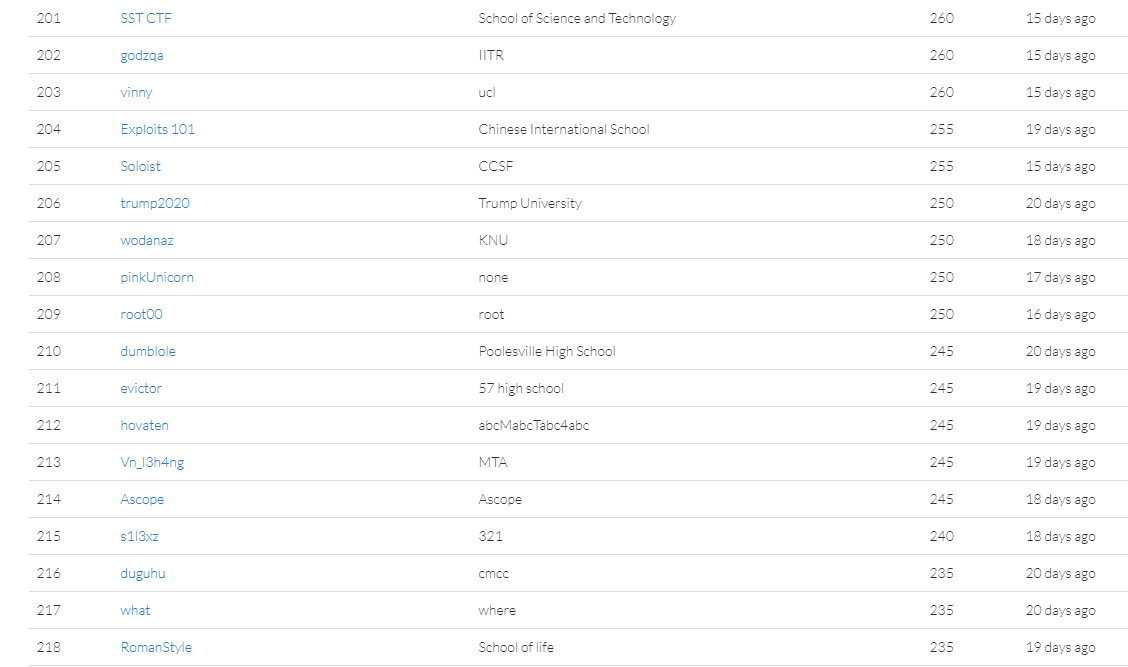 201 SST CTF School of Science and Technology 260 15 days ago
202 godzqa IITR 260 15 days ago
203 vinny ucl 260 15 days ago
204 Exploits 101 Chinese International School 255 19 days ago
205 Soloist CCSF 255 15 days ago
206 trump2020 Trump University 250 20 days ago
207 wodanaz KNU 250 18 days ago
208 pinkUnicorn none 250 17 days ago
209 root00 root 250 16 days ago
210 dumblole Poolesville High School 245 20 days ago
211 evictor 57 high school 245 19 days ago
212 hovaten abcMabcTabc4abc 245 19 days ago
213 Vn_l3h4ng MTA 245 19 days ago
214 Ascope Ascope 245 18 days ago
215 s1l3xz 321 240 18 days ago
216 duguhu cmcc 235 20 days ago
217 what where 235 20 days ago
218 RomanStyle School of life 235 19 days ago